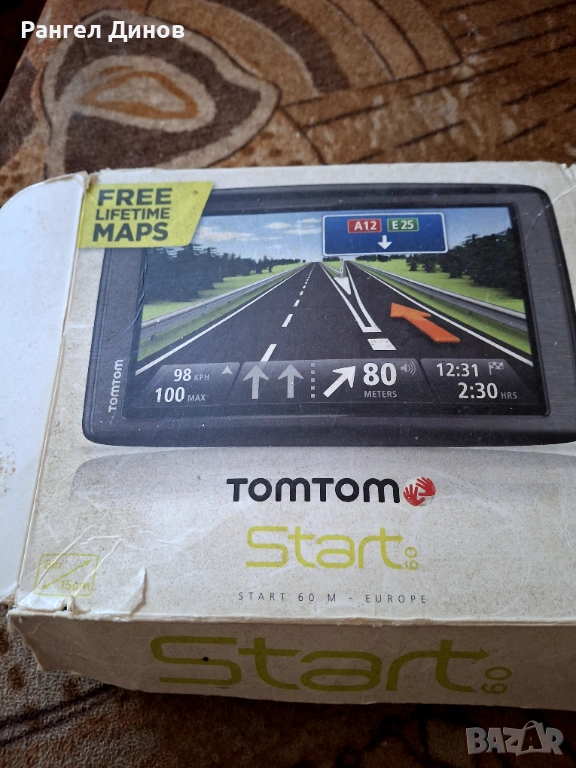 Рангел Динов
FREE
LIFETIME
MAPS
A12 E25
98 KPH
100 MAX
80
METERS
12:31
2:30 HRS
TOMTOM
TOMTOM
Start 60
START 60 M - EUROPE
Start 60
BAZAR